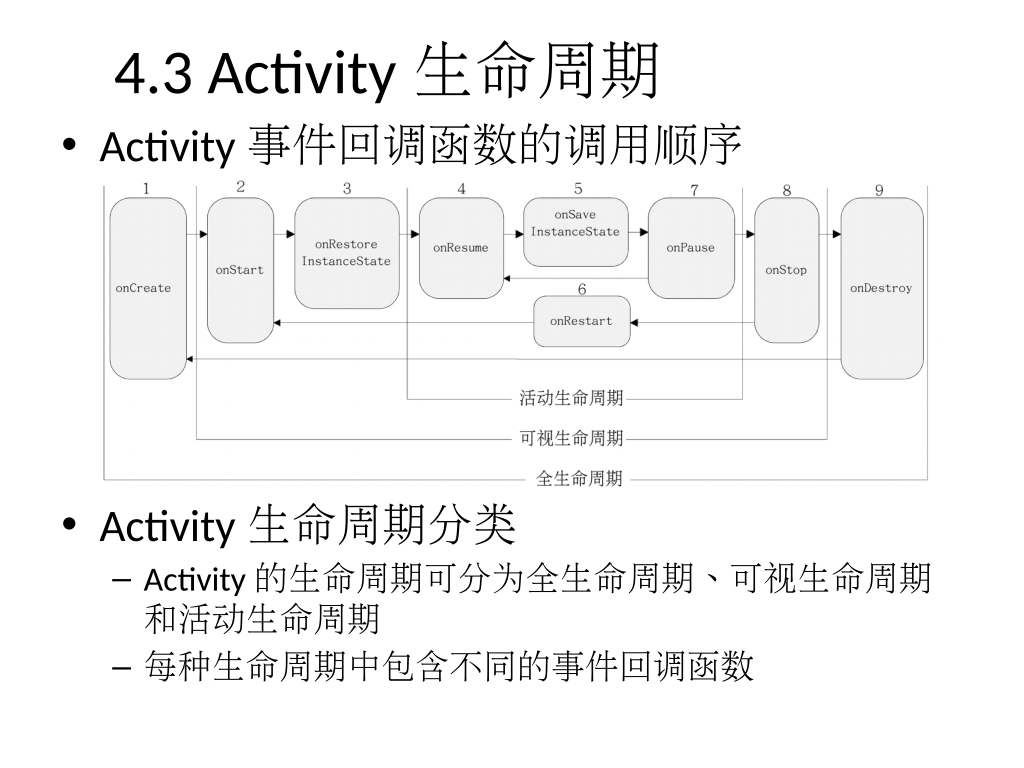 4.3 Activity 生命周期
• Activity 事件回调函数的调用顺序
1 2 3 4 5 7 8 9
onSave
InstanceState
onRestore
InstanceState
onResume
onPause
onStart
onStop
onCreate
onDestroy
6
onRestart
活动生命周期
可视生命周期
全生命周期
• Activity 生命周期分类
– Activity 的生命周期可分为全生命周期、可视生命周期
和活动生命周期
– 每种生命周期中包含不同的事件回调函数